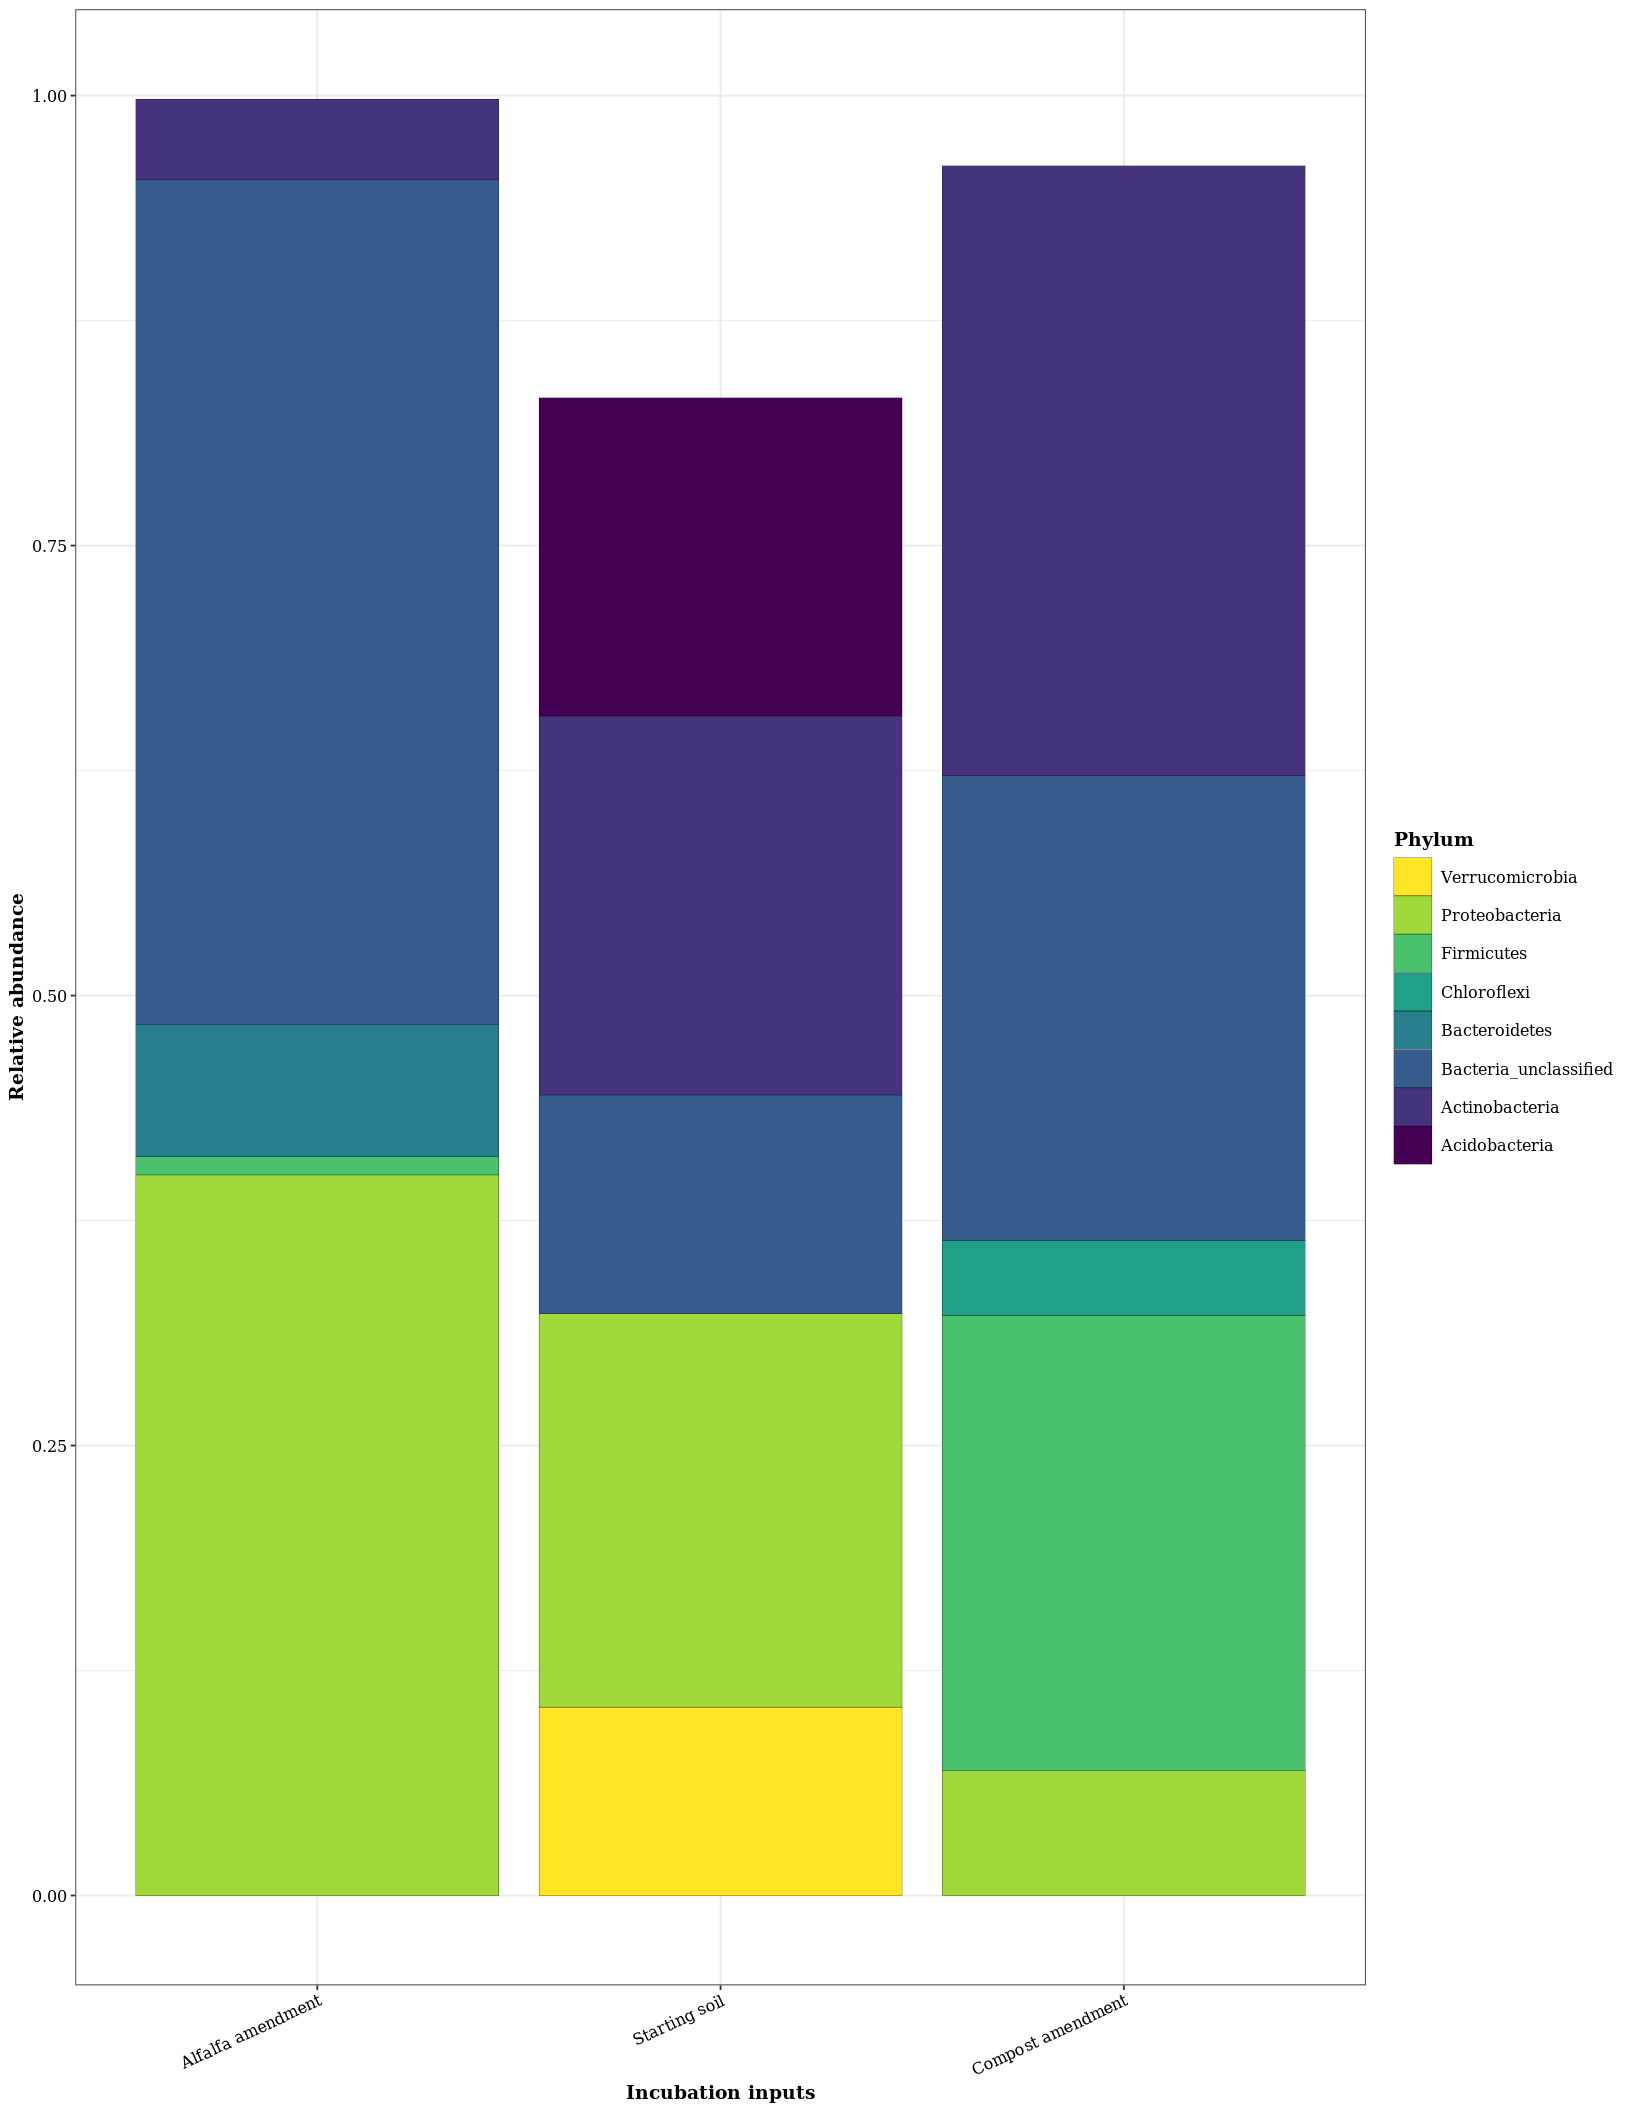 Relative abundance
1.00
0.75
0.50
0.25
0.00
Alfalfa amendment
Starting soil
Compost amendment
Incubation inputs
Phylum
Verrucomicrobia
Proteobacteria
Firmicutes
Chloroflexi
Bacteroidetes
Bacteria_unclassified
Actinobacteria
Acidobacteria